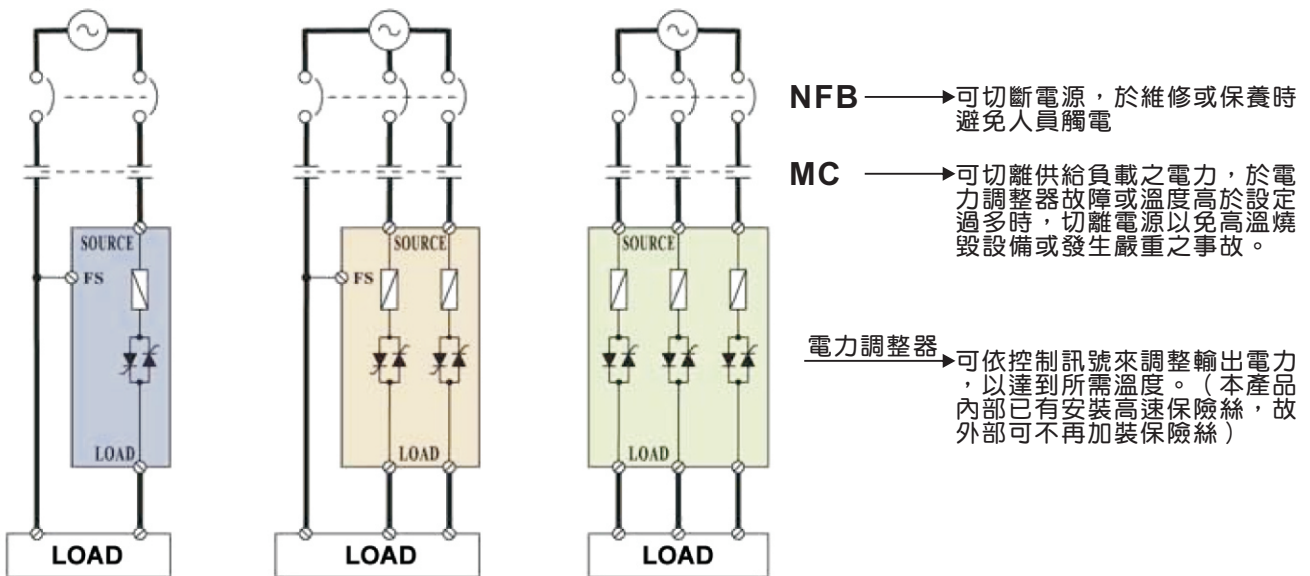 NFB 可切斷電源，於維修或保養時
避免人員觸電
MC 可切離供給負載之電力，於電
力調整器故障或溫度高於設定
過多時，切離電源以免高溫燒
毀設備或發生嚴重之事故。
電力調整器 可依控制訊號來調整輸出電力
，以達到所需溫度。（本產品
內部已有安裝高速保險絲，故
外部可不再加裝保險絲）
SOURCE
FS
LOAD
LOAD
SOURCE
FS
LOAD
LOAD
SOURCE
LOAD
LOAD